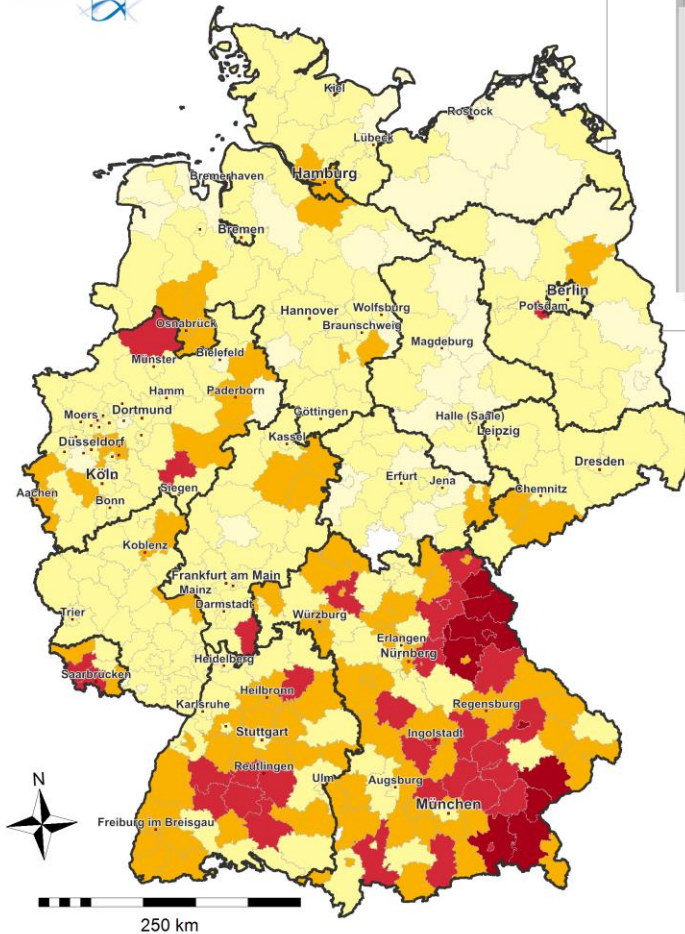 Kiel
Rostock
Lübeck
Hamburg
Bremerhaven
Bremen
Berlin
Potsdam
Hannover
Wolfsburg
Braunschweig
Osnabrück
Magdeburg
Bielefeld
Münster
Hamm
Paderborn
Moers
Dortmund
Göttingen
Halle (Saale)
Leipzig
Düsseldorf
Kassel
Dresden
Köln
Siegen
Erfurt
Jena
Chemnitz
Aachen
Bonn
Koblenz
Frankfurt am Main
Mainz
Darmstadt
Würzburg
Trier
Erlangen
Nürnberg
Heidelberg
Saarbrücken
Heilbronn
Karlsruhe
Regensburg
Stuttgart
Ingolstadt
Reutlingen
Ulm
Augsburg
N
München
Freiburg im Breisgau
250 km